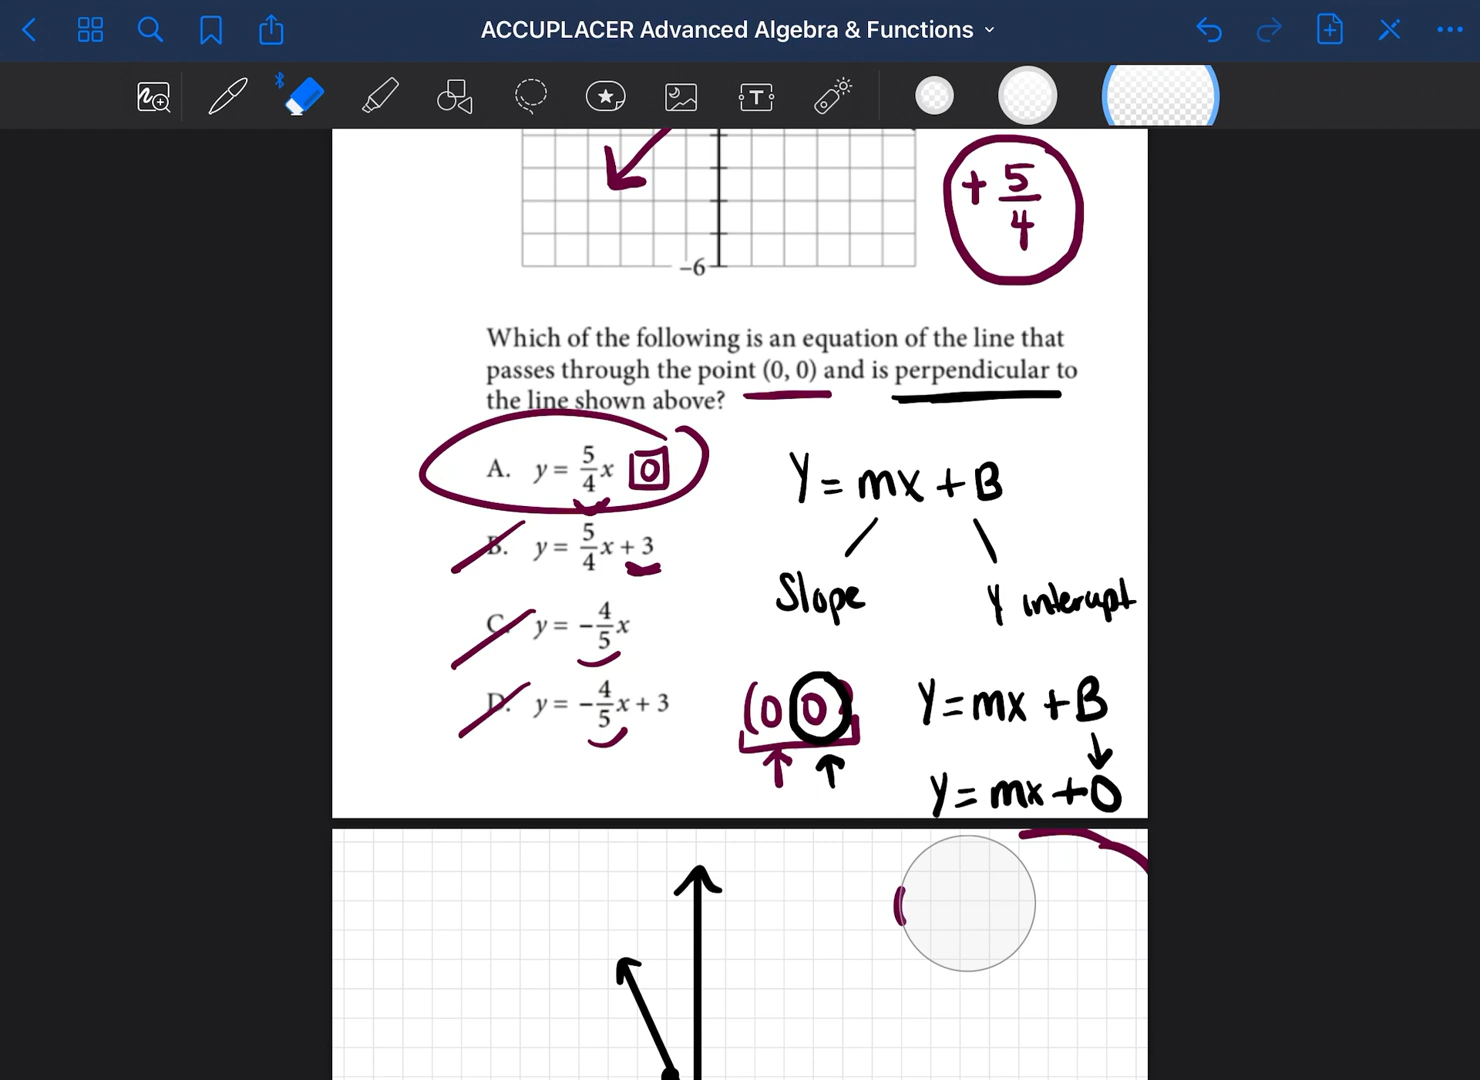 ACCUPLACER Advanced Algebra & Functions
T
+ 5/4
−6
Which of the following is an equation of the line that
passes through the point (0, 0) and is perpendicular to
the line shown above?
A. y = 5/4 x 0
B. y = 5/4 x + 3
C. y = −4/5 x
D. y = −4/5 x + 3
Y = mx + B
Slope
Y interupt
(0 0)
Y = mx + B
Y = mx + 0